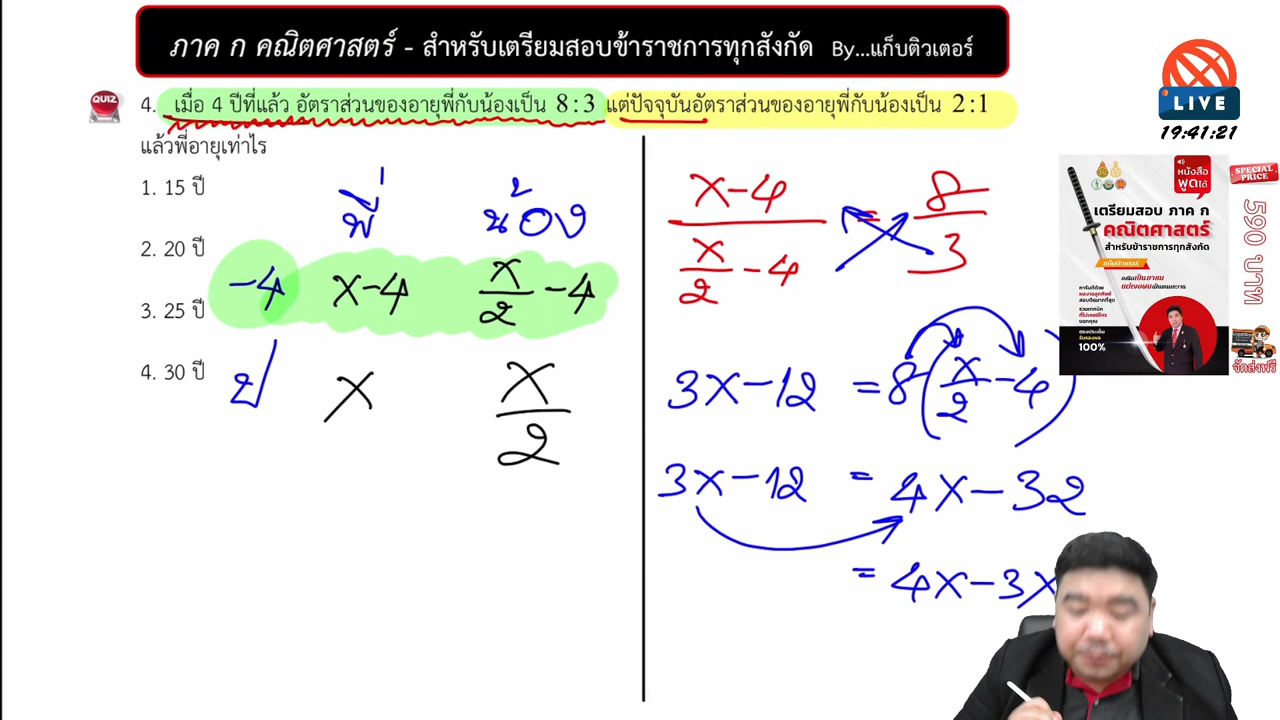 ภาค ก คณิตศาสตร์ - สำหรับเตรียมสอบข้าราชการทุกสังกัด By...แก็บติวเตอร์
QUIZ
4. เมื่อ 4 ปีที่แล้ว อัตราส่วนของอายุพี่กับน้องเป็น 8:3 แต่ปัจจุบันอัตราส่วนของอายุพี่กับน้องเป็น 2:1
แล้วพี่อายุเท่าไร
1. 15 ปี
2. 20 ปี
3. 25 ปี
4. 30 ปี
พี่ น้อง
-4 x-4 x/2 -4
ป x x/2
x-4 / x/2 -4 = 8/3
3x-12 = 8(x/2 -4)
3x-12 = 4x-32
= 4x-3x
LIVE
19:41:21
หนังสือ
พูดได้
เตรียมสอบ ภาค ก
คณิตศาสตร์
สำหรับข้าราชการทุกสังกัด
แก็บติวเตอร์
100%
SPECIAL
PRICE
590 บาท
จัดส่งฟรี